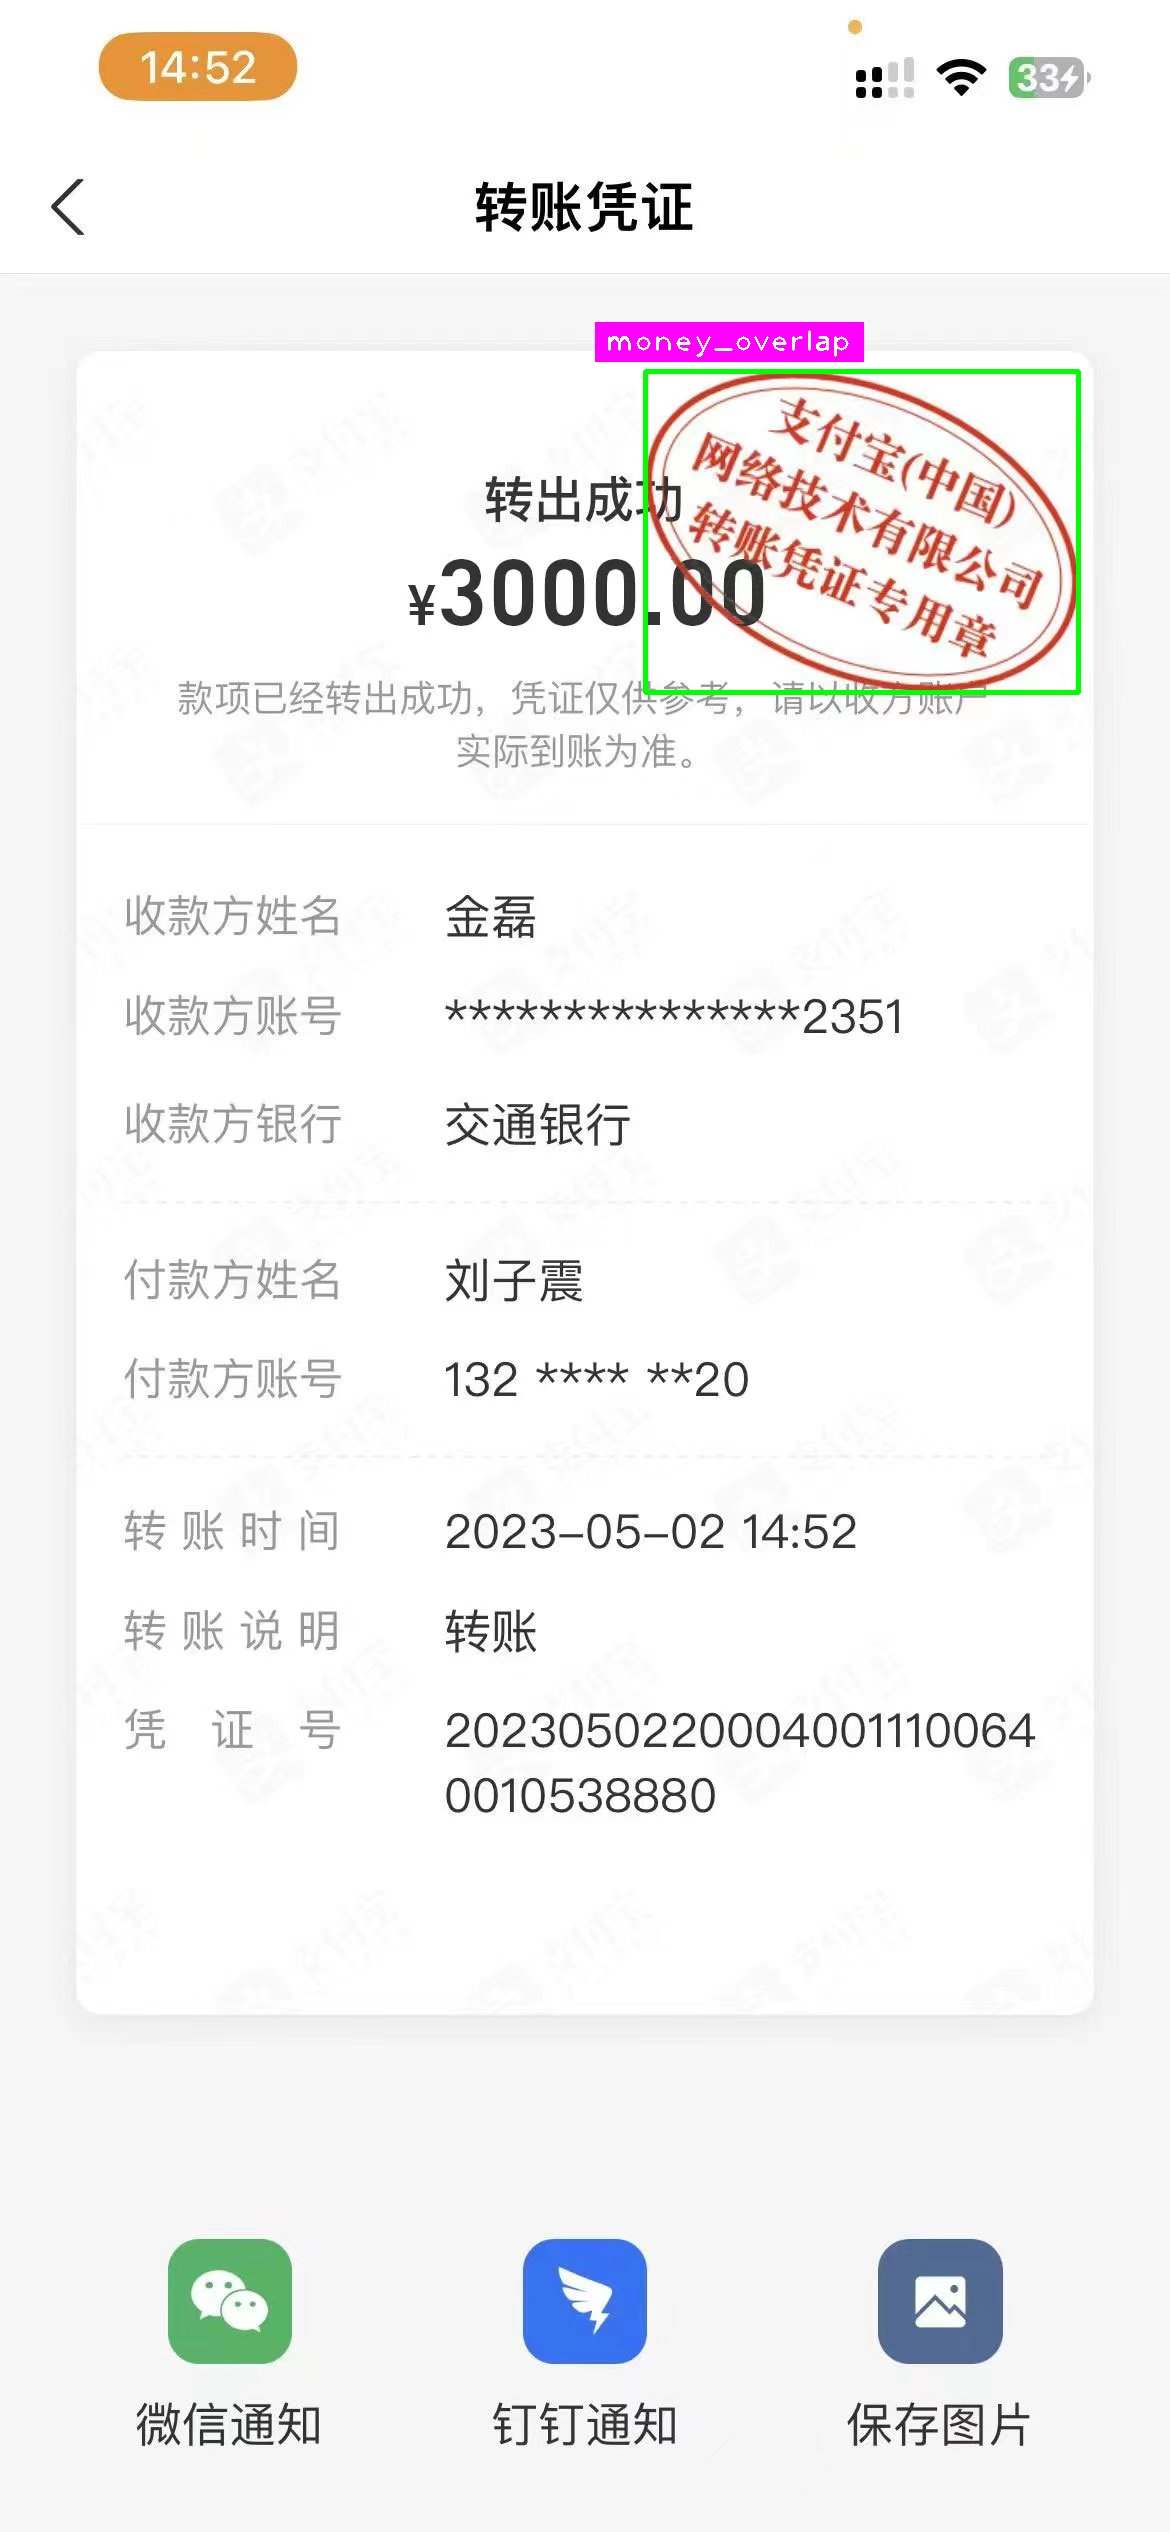 14:52
33
转账凭证
money_overlap
支付宝(中国)
网络技术有限公司
转账凭证专用章
转出成功
¥3000.00
款项已经转出成功，凭证仅供参考，请以收方账户
实际到账为准。
收款方姓名 金磊
收款方账号 ***************2351
收款方银行 交通银行
付款方姓名 刘子震
付款方账号 132 **** **20
转账时间 2023-05-02 14:52
转账说明 转账
凭证号 2023050220004001110064
0010538880
微信通知 钉钉通知 保存图片